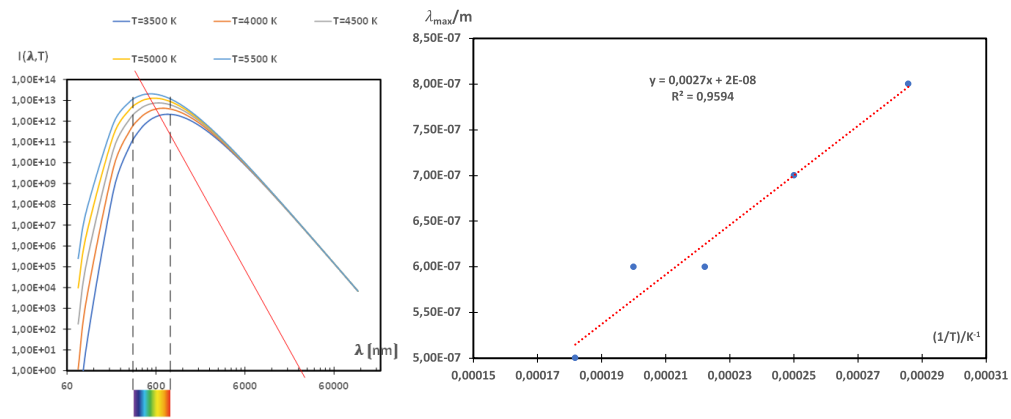 T=3500 K T=4000 K T=4500 K
T=5000 K T=5500 K
I(λ,T)
1,00E+14
1,00E+13
1,00E+12
1,00E+11
1,00E+10
1,00E+09
1,00E+08
1,00E+07
1,00E+06
1,00E+05
1,00E+04
1,00E+03
1,00E+02
1,00E+01
1,00E+00
60 600 6000 60000
λ [nm]
λmax/m
8,50E-07
8,00E-07
7,50E-07
7,00E-07
6,50E-07
6,00E-07
5,50E-07
5,00E-07
y = 0,0027x + 2E-08
R² = 0,9594
(1/T)/K⁻¹
0,00015 0,00017 0,00019 0,00021 0,00023 0,00025 0,00027 0,00029 0,00031